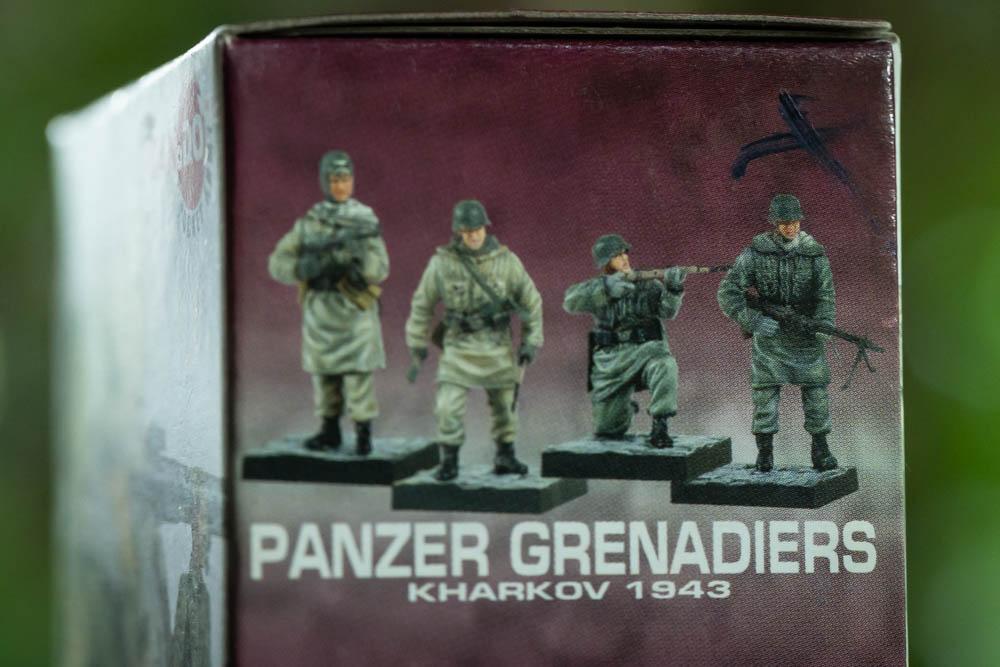 PANZER GRENADIERS
KHARKOV 1943